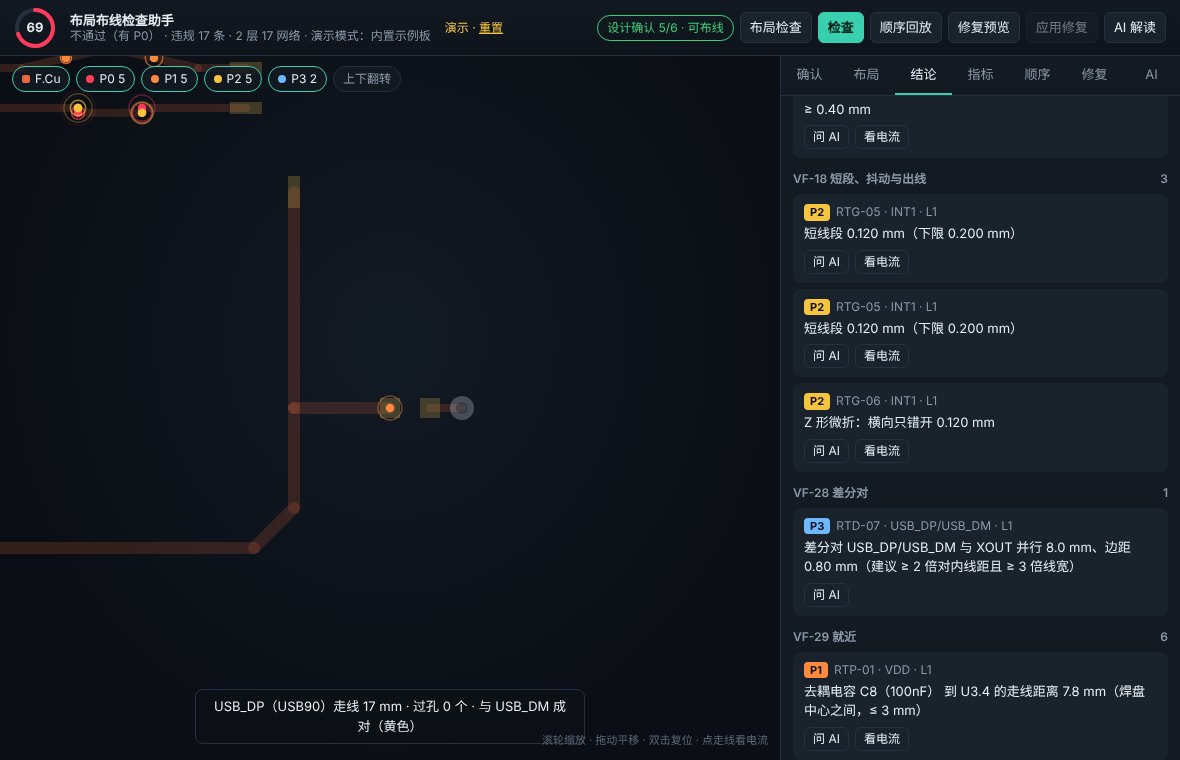 69
布局布线检查助手
不通过（有 P0） · 违规 17 条 · 2 层 17 网络 · 演示模式：内置示例板
演示 · 重置
设计确认 5/6 · 可布线
布局检查
检查
顺序回放
修复预览
应用修复
AI 解读
F.Cu
P0 5
P1 5
P2 5
P3 2
上下翻转
确认
布局
结论
指标
顺序
修复
AI
≥ 0.40 mm
问 AI
看电流
VF-18 短段、抖动与出线
3
P2 RTG-05 · INT1 · L1
短线段 0.120 mm（下限 0.200 mm）
问 AI
看电流
P2 RTG-05 · INT1 · L1
短线段 0.120 mm（下限 0.200 mm）
问 AI
看电流
P2 RTG-06 · INT1 · L1
Z 形微折：横向只错开 0.120 mm
问 AI
看电流
VF-28 差分对
1
P3 RTD-07 · USB_DP/USB_DM · L1
差分对 USB_DP/USB_DM 与 XOUT 并行 8.0 mm、边距
0.80 mm（建议 ≥ 2 倍对内线距且 ≥ 3 倍线宽）
问 AI
VF-29 就近
6
P1 RTP-01 · VDD · L1
去耦电容 C8（100nF） 到 U3.4 的走线距离 7.8 mm（焊盘
中心之间，≤ 3 mm）
问 AI
看电流
USB_DP（USB90）走线 17 mm · 过孔 0 个 · 与 USB_DM 成
对（黄色）
滚轮缩放 · 拖动平移 · 双击复位 · 点走线看电流